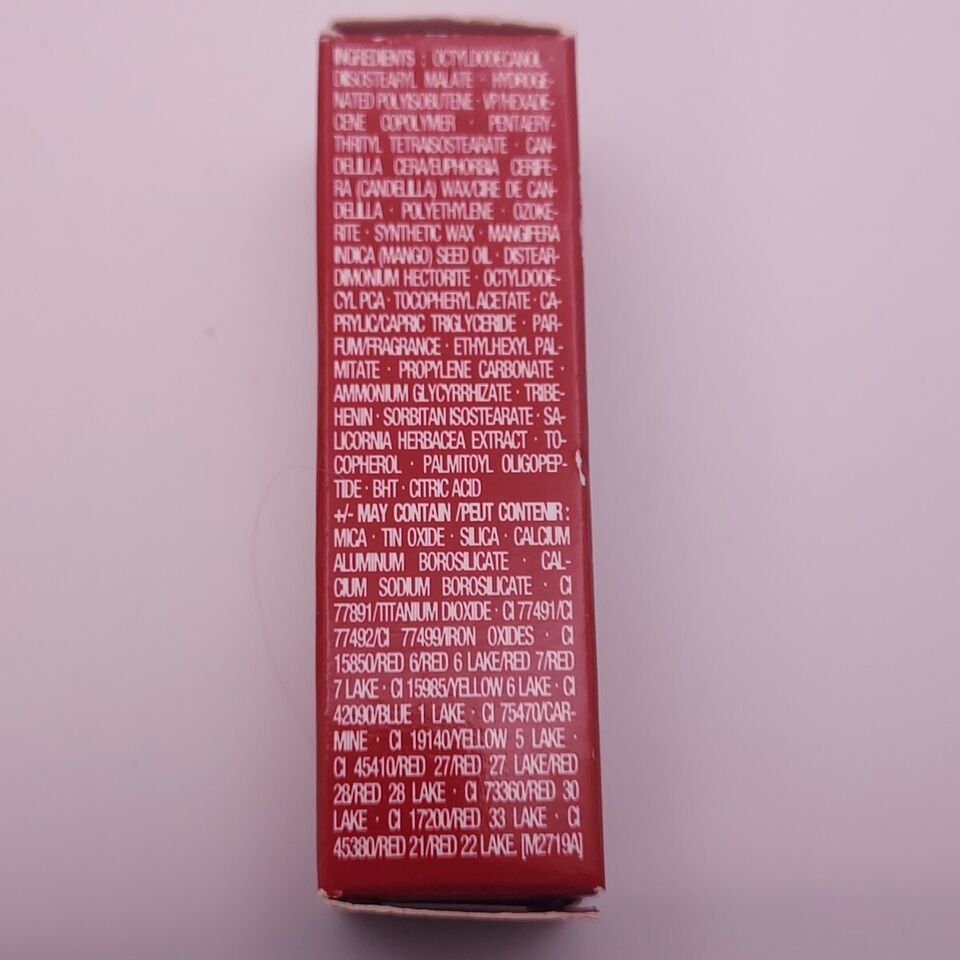 INGREDIENTS : OCTYLDODECANOL ·
DIISOSTEARYL MALATE · HYDROGE-
NATED POLYISOBUTENE · VP/HEXADE-
CENE COPOLYMER · PENTAERY-
THRITYL TETRAISOSTEARATE · CAN-
DELILLA CERA/EUPHORBIA CERIFE-
RA (CANDELILLA) WAX/CIRE DE CAN-
DELILLA · POLYETHYLENE · OZOKE-
RITE · SYNTHETIC WAX · MANGIFERA
INDICA (MANGO) SEED OIL · DISTEAR-
DIMONIUM HECTORITE · OCTYLDODE-
CYL PCA · TOCOPHERYL ACETATE · CA-
PRYLIC/CAPRIC TRIGLYCERIDE · PAR-
FUM/FRAGRANCE · ETHYLHEXYL PAL-
MITATE · PROPYLENE CARBONATE ·
AMMONIUM GLYCYRRHIZATE · TRIBE-
HENIN · SORBITAN ISOSTEARATE · SA-
LICORNIA HERBACEA EXTRACT · TO-
COPHEROL · PALMITOYL OLIGOPEP-
TIDE · BHT · CITRIC ACID
+/- MAY CONTAIN /PEUT CONTENIR :
MICA · TIN OXIDE · SILICA · CALCIUM
ALUMINUM BOROSILICATE · CAL-
CIUM SODIUM BOROSILICATE · CI
77891/TITANIUM DIOXIDE · CI 77491/CI
77492/CI 77499/IRON OXIDES · CI
15850/RED 6/RED 6 LAKE/RED 7/RED
7 LAKE · CI 15985/YELLOW 6 LAKE · CI
42090/BLUE 1 LAKE · CI 75470/CAR-
MINE · CI 19140/YELLOW 5 LAKE ·
CI 45410/RED 27/RED 27 LAKE/RED
28/RED 28 LAKE · CI 73360/RED 30
LAKE · CI 17200/RED 33 LAKE · CI
45380/RED 21/RED 22 LAKE. [M2719A]